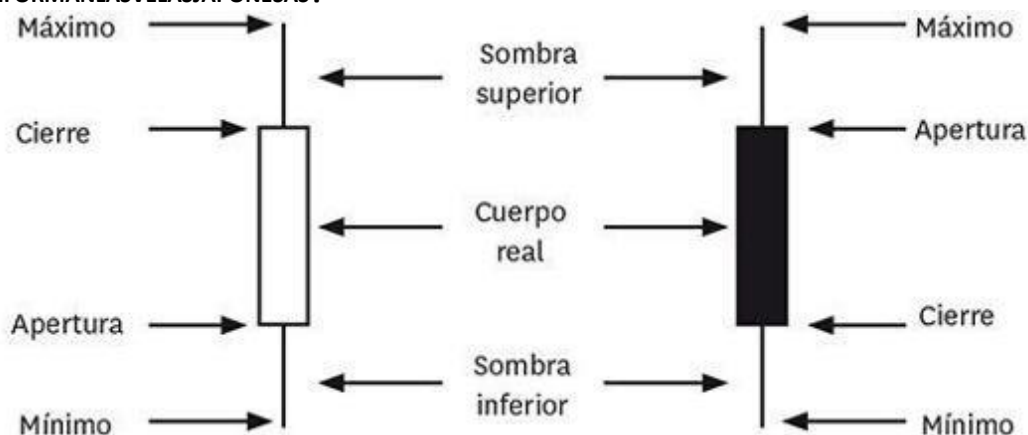 Máximo
Sombra
superior
Máximo
Cierre
Apertura
Cuerpo
real
Apertura
Cierre
Sombra
inferior
Mínimo
Mínimo